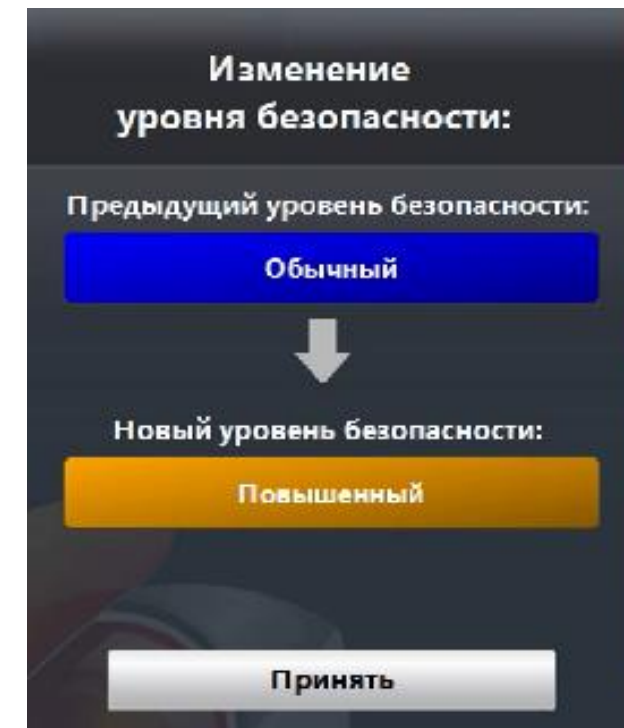 Изменение
уровня безопасности:
Предыдущий уровень безопасности:
Обычный
Новый уровень безопасности:
Повышенный
Принять